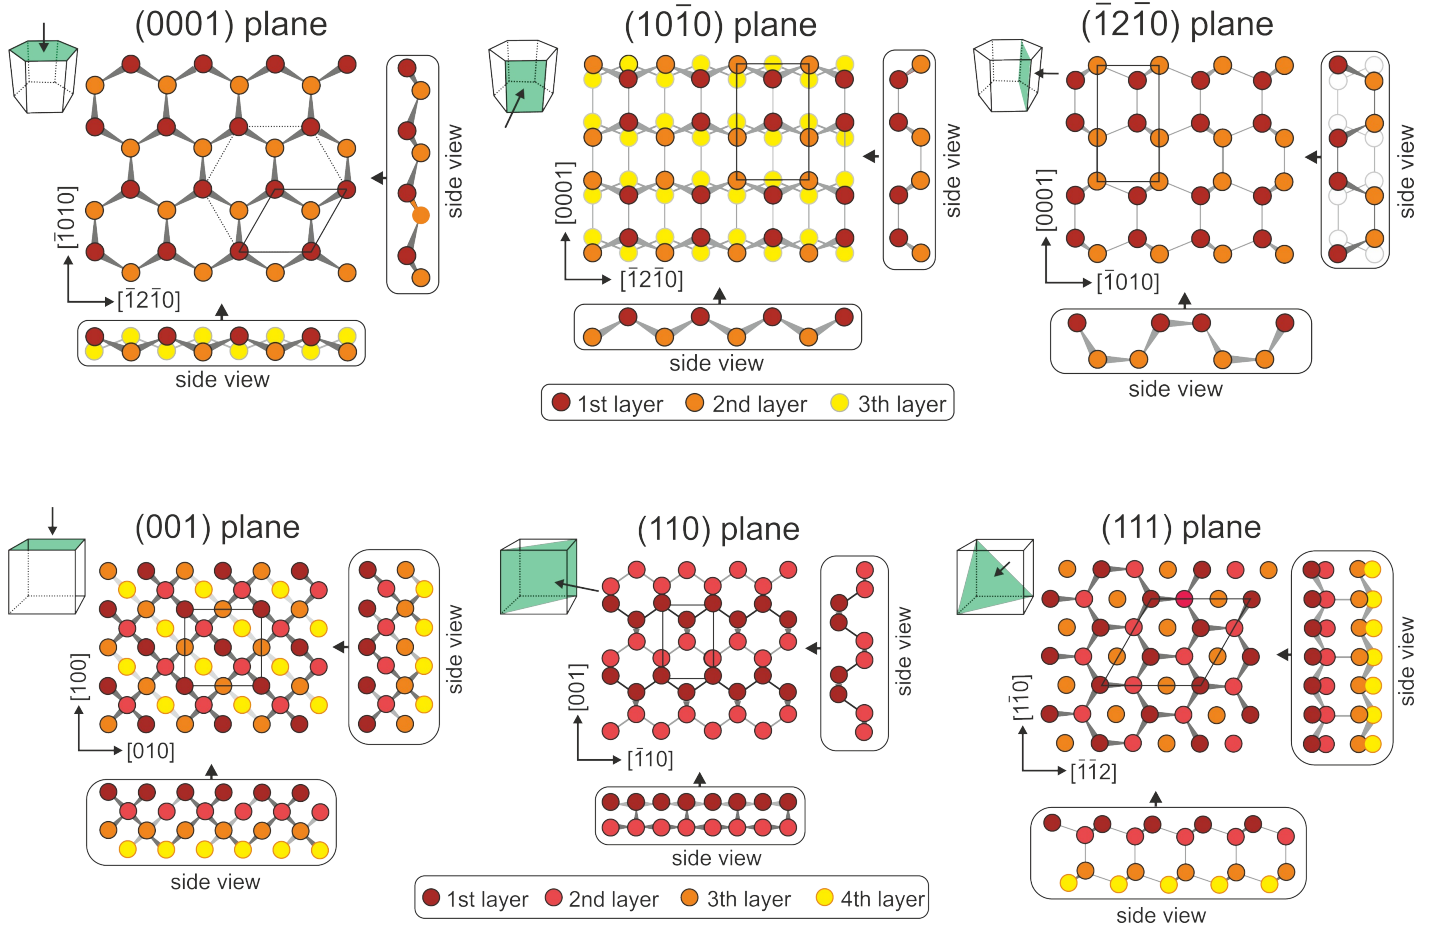 (0001) plane
(101̅0) plane
(1̅21̅0) plane
[1̅010]
[1̅21̅0]
side view
side view
[0001]
[1̅21̅0]
side view
side view
[0001]
[1̅010]
side view
side view
1st layer 2nd layer 3th layer
(001) plane
(110) plane
(111) plane
[100]
[010]
side view
side view
[001]
[1̅10]
side view
side view
[11̅0]
[1̅1̅2]
side view
side view
1st layer 2nd layer 3th layer 4th layer